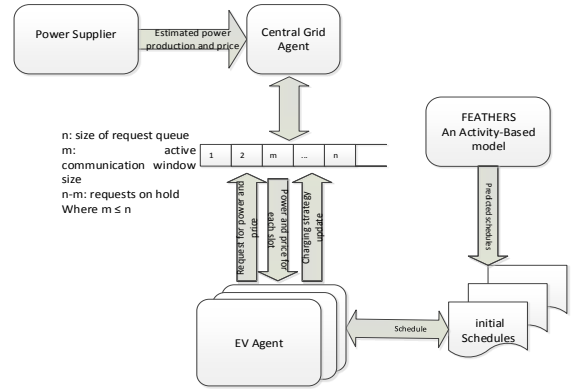 Power Supplier
Estimated power
production and price
Central Grid
Agent
n: size of request queue
m: active
communication window
size
n-m: requests on hold
Where m ≤ n
1 2 m ... n
FEATHERS
An Activity-Based
model
Request for power and
price
Power and price for
each slot
Charging strategy
update
Predicted schedules
EV Agent
Schedule
initial
Schedules